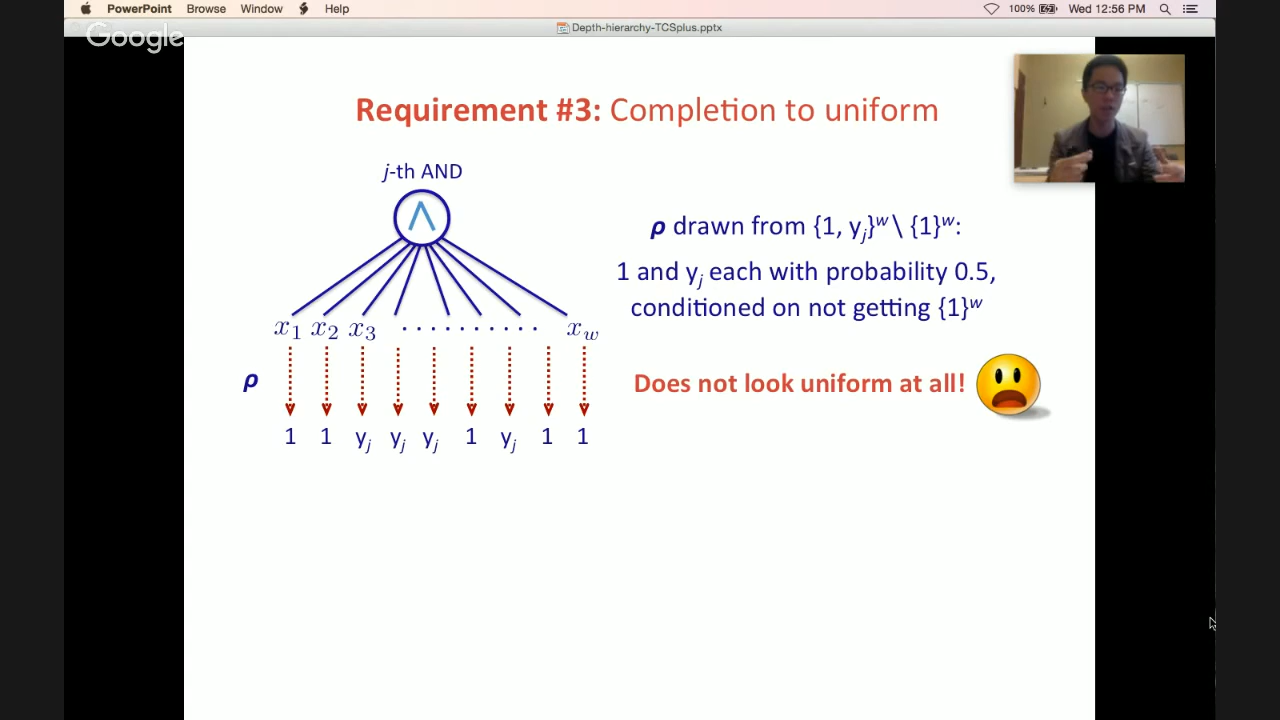 PowerPoint Browse Window Help 100% Wed 12:56 PM
Depth-hierarchy-TCSplus.pptx
Google
Requirement #3: Completion to uniform
j-th AND
∧
ρ drawn from {1, yⱼ}ʷ \ {1}ʷ:
1 and yⱼ each with probability 0.5,
conditioned on not getting {1}ʷ
x₁ x₂ x₃ · · · · · · · · · · x_w
ρ
Does not look uniform at all!
1 1 yⱼ yⱼ yⱼ 1 yⱼ 1 1